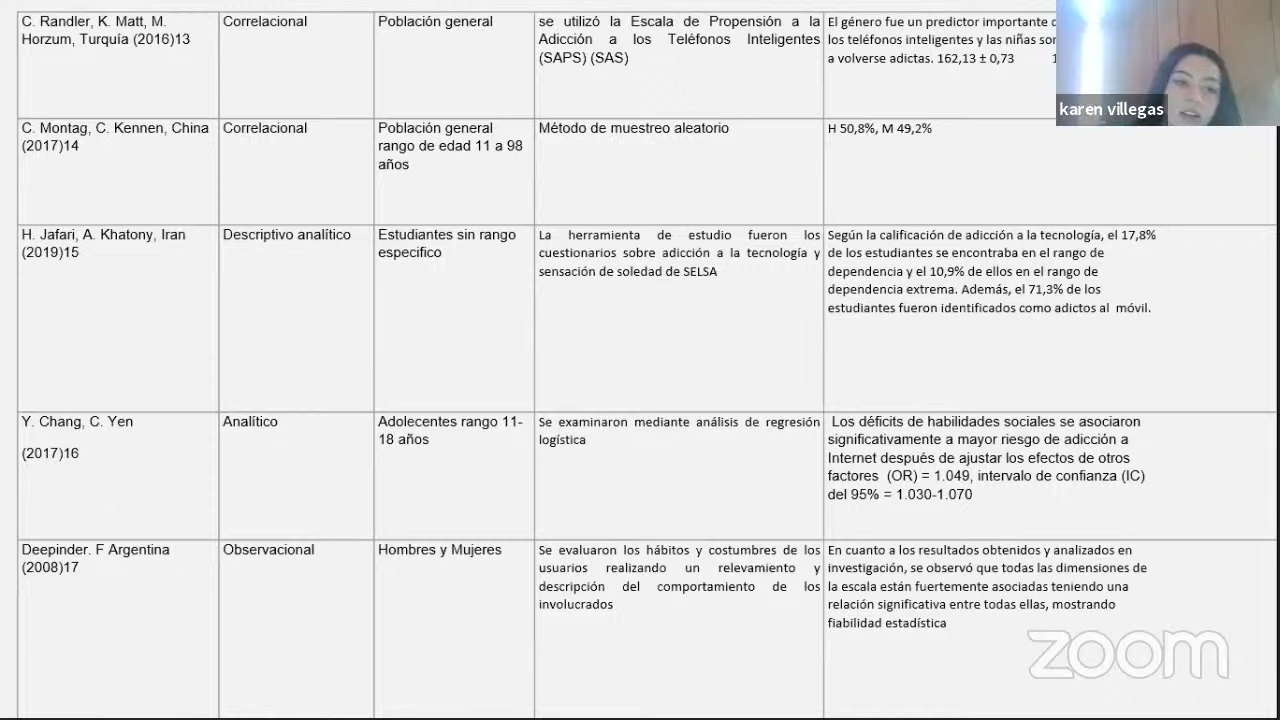 C. Randler, K. Matt, M.
Horzum, Turquía (2016)13
Correlacional
Población general
se utilizó la Escala de Propensión a la
Adicción a los Teléfonos Inteligentes
(SAPS) (SAS)
El género fue un predictor importante
los teléfonos inteligentes y las niñas
a volverse adictas. 162,13 ± 0,73
karen villegas
C. Montag, C. Kennen, China
(2017)14
Correlacional
Población general
rango de edad 11 a 98
años
Método de muestreo aleatorio
H 50,8%, M 49,2%
H. Jafari, A. Khatony, Iran
(2019)15
Descriptivo analítico
Estudiantes sin rango
especifico
La herramienta de estudio fueron los
cuestionarios sobre adicción a la tecnología y
sensación de soledad de SELSA
Según la calificación de adicción a la tecnología, el 17,8%
de los estudiantes se encontraba en el rango de
dependencia y el 10,9% de ellos en el rango de
dependencia extrema. Además, el 71,3% de los
estudiantes fueron identificados como adictos al móvil.
Y. Chang, C. Yen
(2017)16
Analítico
Adolecentes rango 11-
18 años
Se examinaron mediante análisis de regresión
logística
Los déficits de habilidades sociales se asociaron
significativamente a mayor riesgo de adicción a
Internet después de ajustar los efectos de otros
factores (OR) = 1.049, intervalo de confianza (IC)
del 95% = 1.030-1.070
Deepinder. F Argentina
(2008)17
Observacional
Hombres y Mujeres
Se evaluaron los hábitos y costumbres de los
usuarios realizando un relevamiento y
descripción del comportamiento de los
involucrados
En cuanto a los resultados obtenidos y analizados en
investigación, se observó que todas las dimensiones de
la escala están fuertemente asociadas teniendo una
relación significativa entre todas ellas, mostrando
fiabilidad estadística
zoom